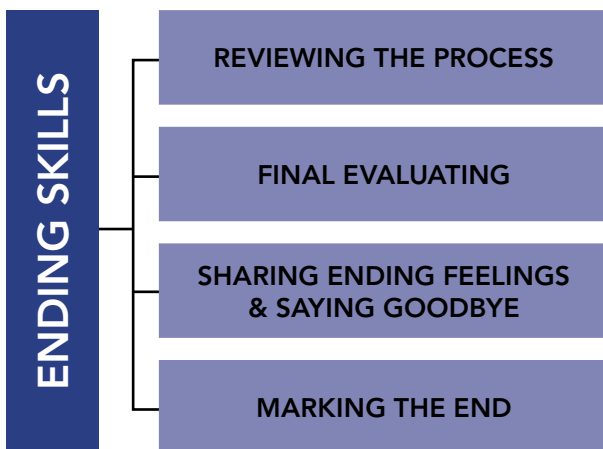 ENDING SKILLS
REVIEWING THE PROCESS
FINAL EVALUATING
SHARING ENDING FEELINGS
& SAYING GOODBYE
MARKING THE END